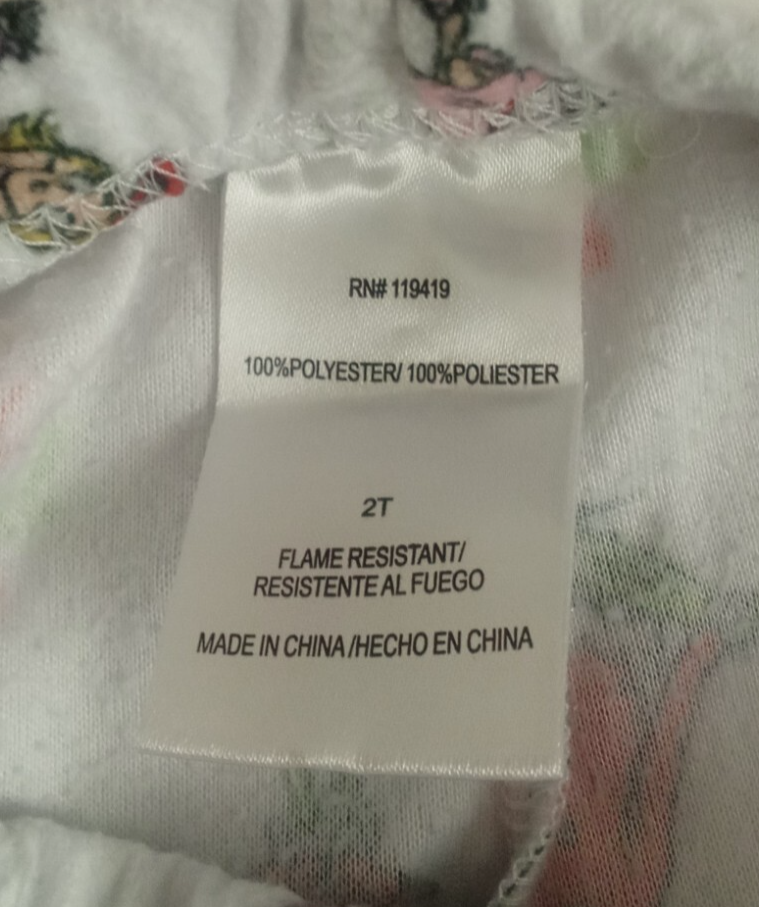 RN# 119419
100%POLYESTER/ 100%POLIESTER
2T
FLAME RESISTANT/
RESISTENTE AL FUEGO
MADE IN CHINA /HECHO EN CHINA